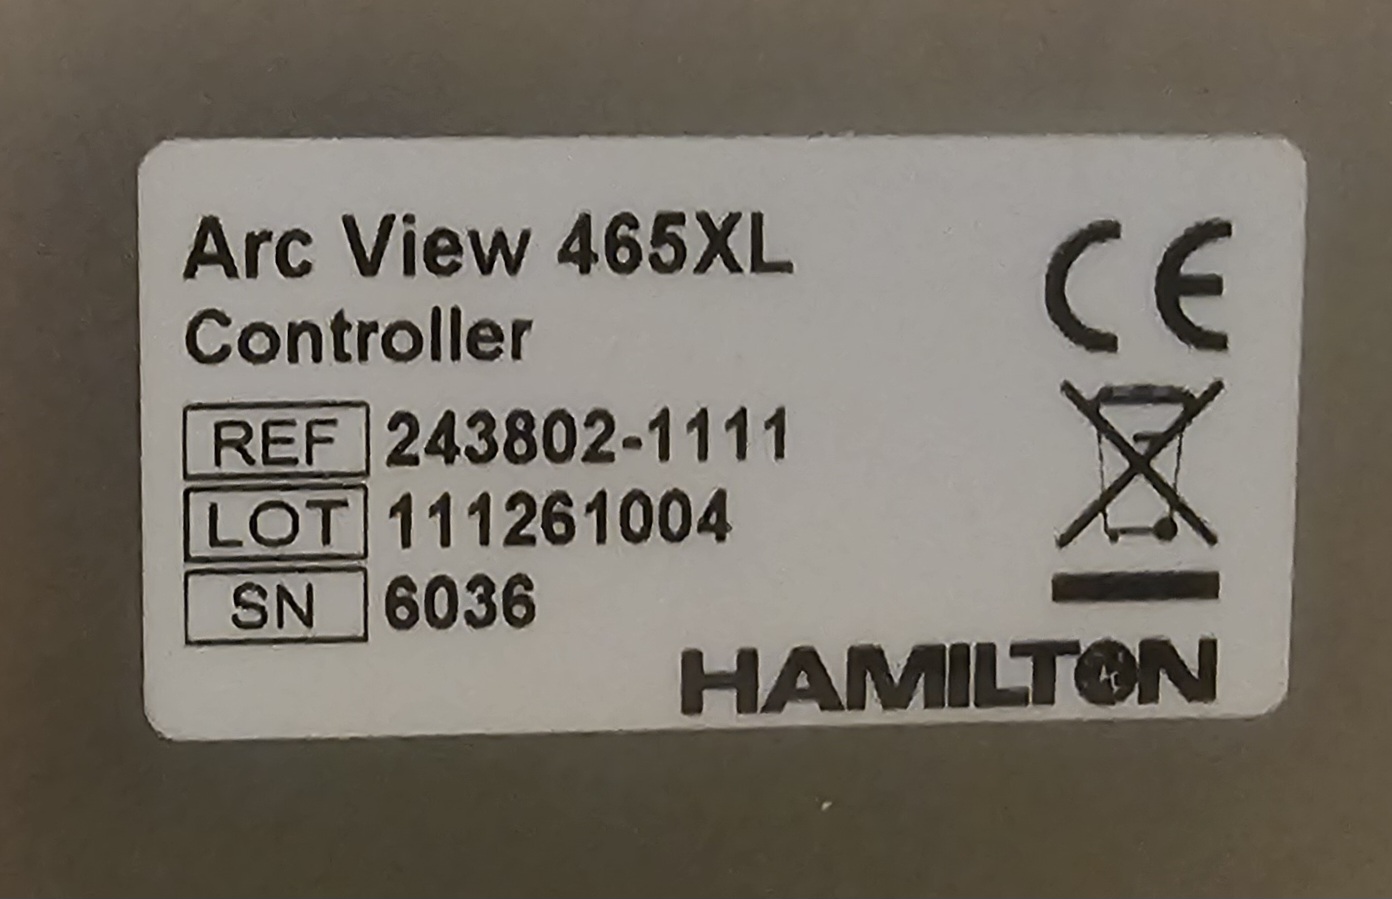 Arc View 465XL
Controller
REF 243802-1111
LOT 111261004
SN 6036
CE
HAMILTON